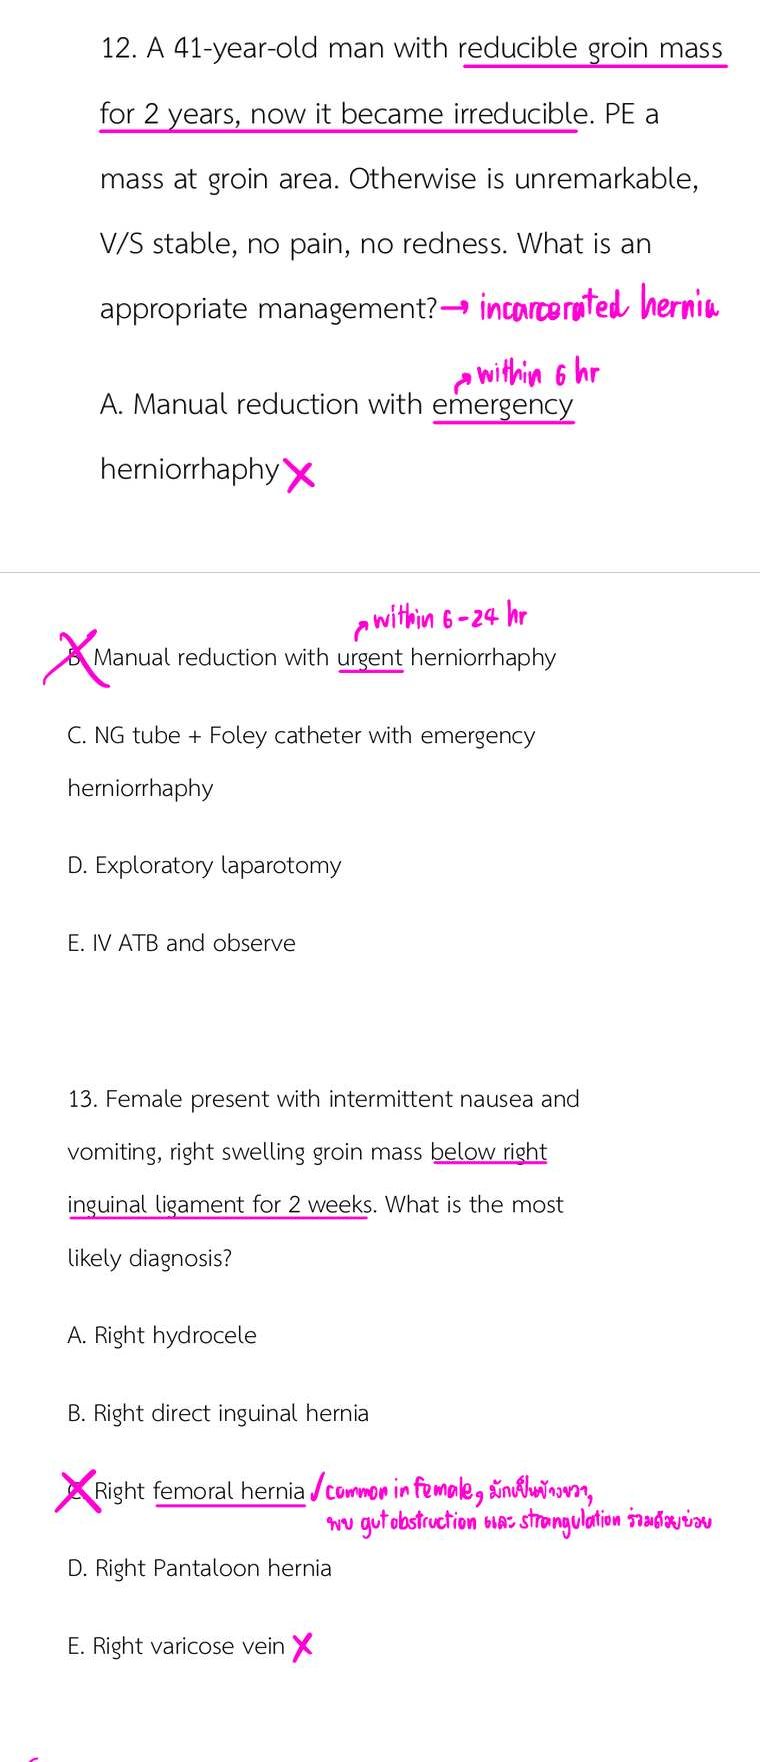 12. A 41-year-old man with reducible groin mass
for 2 years, now it became irreducible. PE a
mass at groin area. Otherwise is unremarkable,
V/S stable, no pain, no redness. What is an
appropriate management? → incarcerated hernia
within 6 hr
A. Manual reduction with emergency
herniorrhaphy X
within 6-24 hr
B. Manual reduction with urgent herniorrhaphy
C. NG tube + Foley catheter with emergency
herniorrhaphy
D. Exploratory laparotomy
E. IV ATB and observe
13. Female present with intermittent nausea and
vomiting, right swelling groin mass below right
inguinal ligament for 2 weeks. What is the most
likely diagnosis?
A. Right hydrocele
B. Right direct inguinal hernia
C. Right femoral hernia / common in female, มักเป็นข้างขวา,
พบ gut obstruction และ strangulation ร่วมด้วยบ่อย
D. Right Pantaloon hernia
E. Right varicose vein X